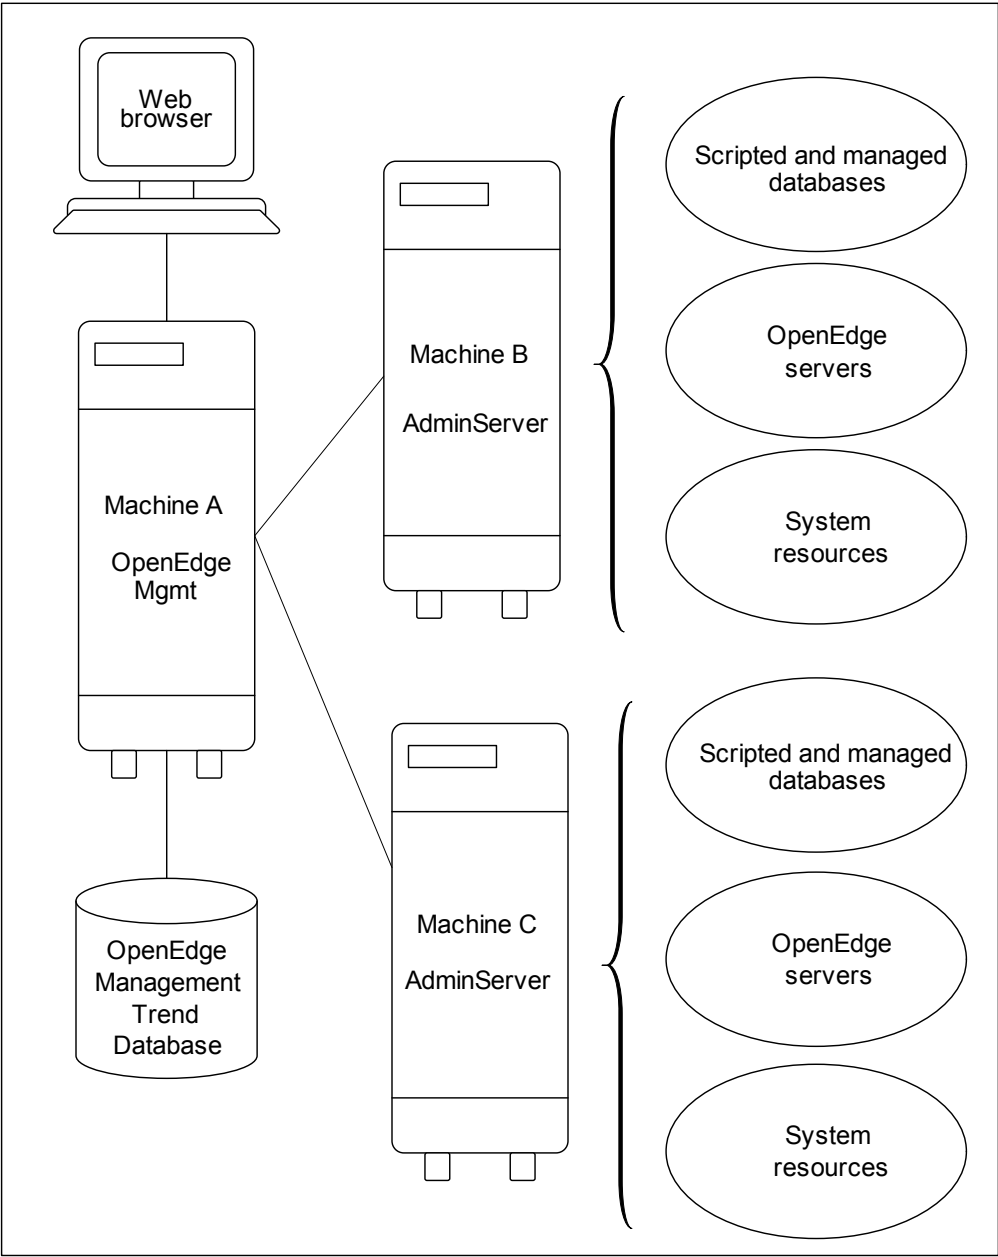 Web
browser
Machine A
OpenEdge
Mgmt
OpenEdge
Management
Trend
Database
Machine B
AdminServer
Scripted and managed
databases
OpenEdge
servers
System
resources
Machine C
AdminServer
Scripted and managed
databases
OpenEdge
servers
System
resources